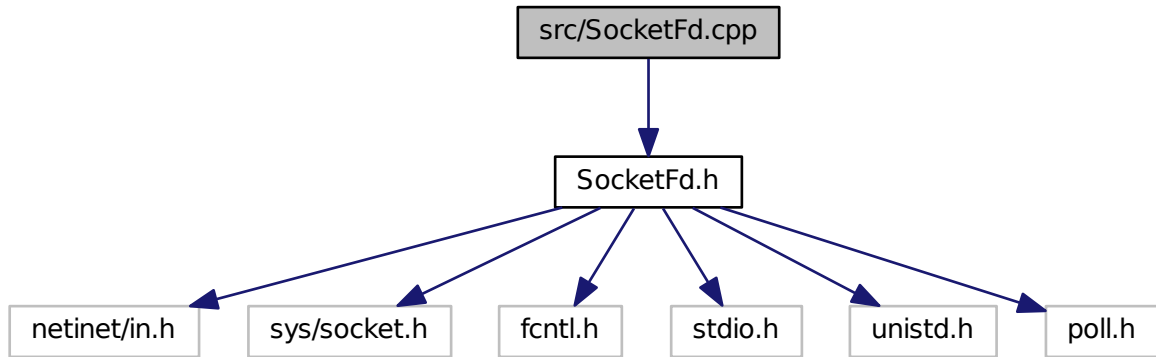 src/SocketFd.cpp
SocketFd.h
netinet/in.h
sys/socket.h
fcntl.h
stdio.h
unistd.h
poll.h